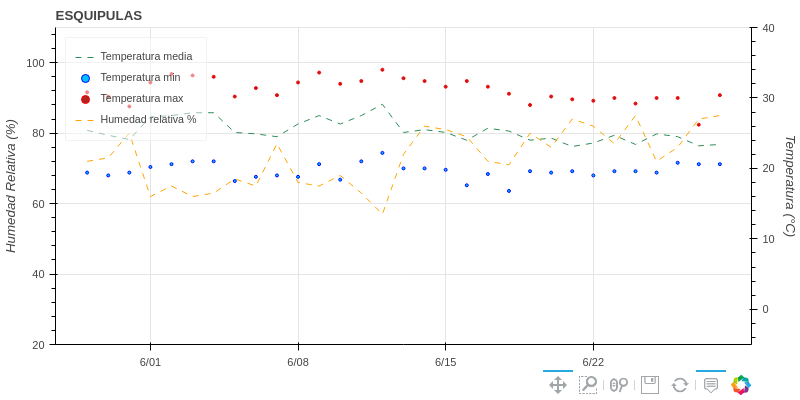 ESQUIPULAS
Temperatura media
Temperatura min
Temperatura max
Humedad relativa %
Humedad Relativa (%)
100
80
60
40
20
40
30
20
10
0
Temperatura (°C)
6/01
6/08
6/15
6/22